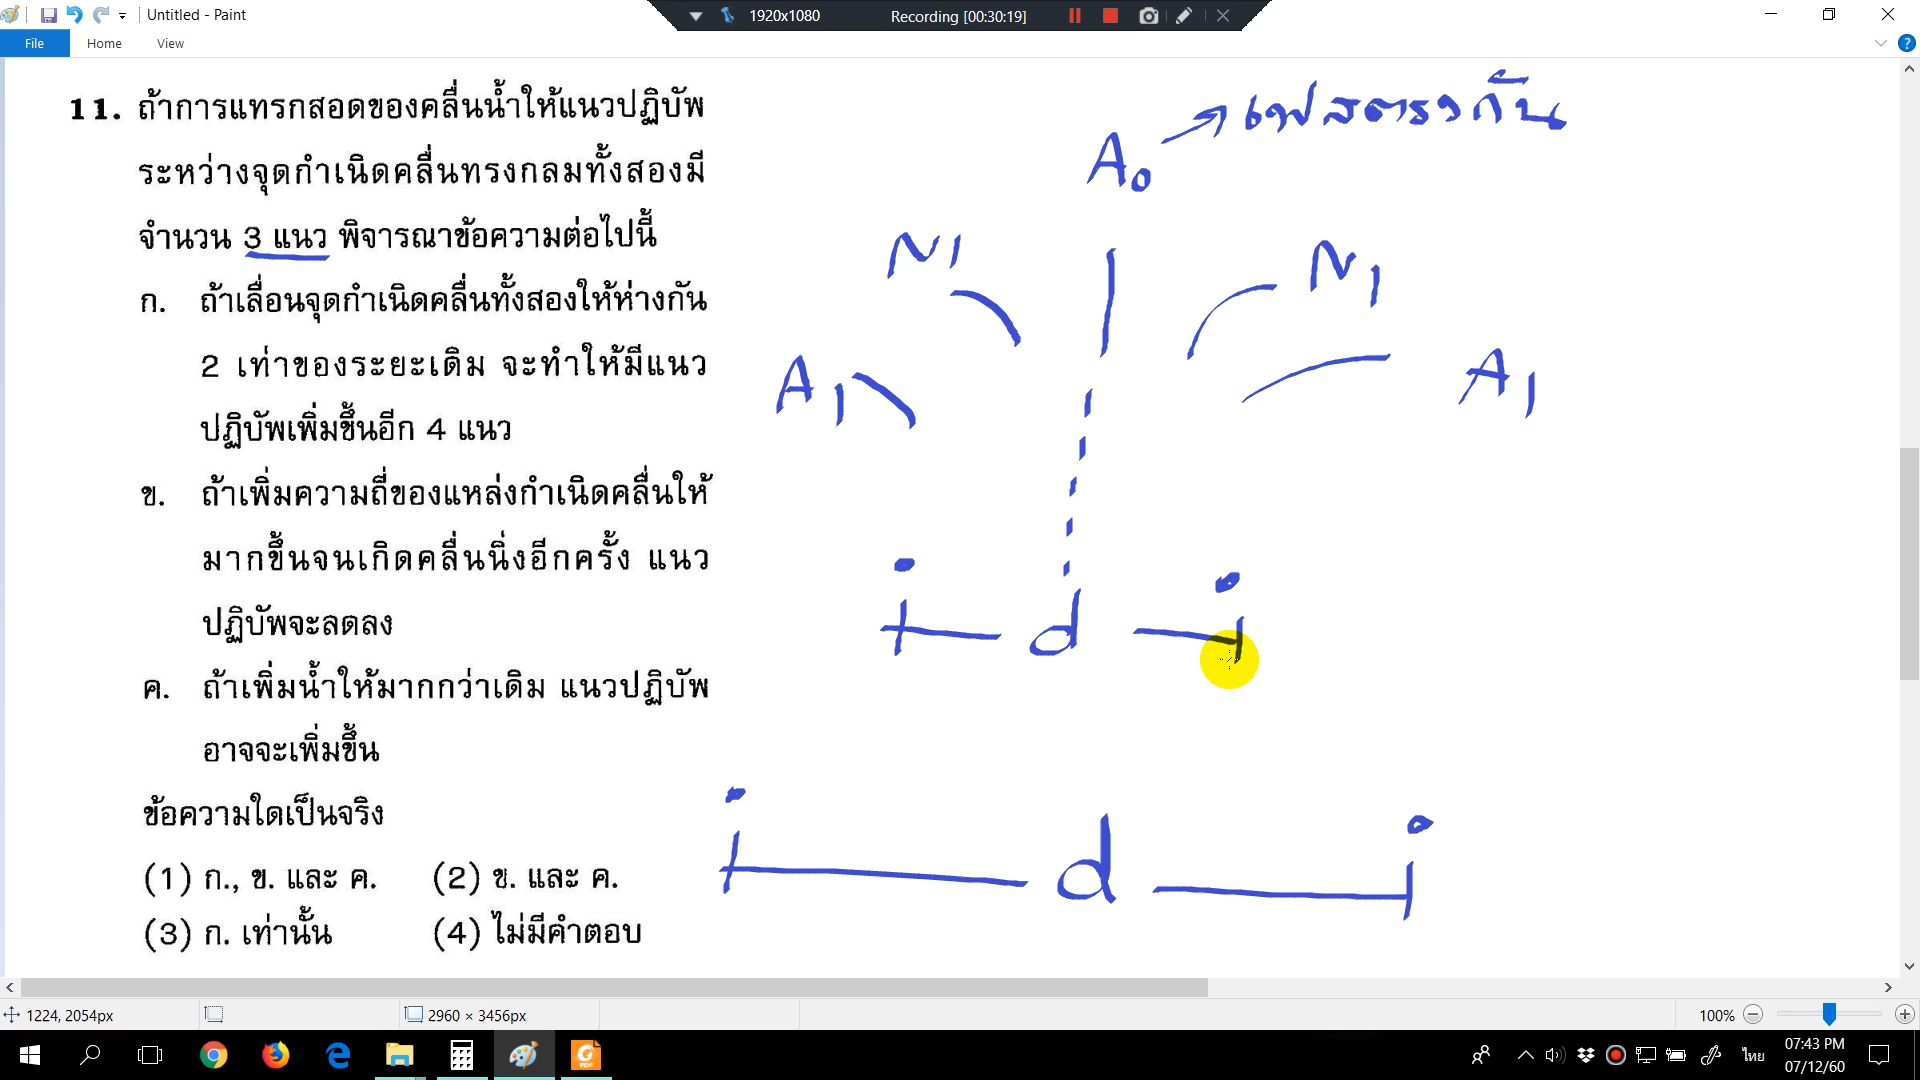 Untitled - Paint
1920x1080
Recording [00:30:19]
File Home View
11. ถ้าการแทรกสอดของคลื่นน้ำให้แนวปฏิบัพ
ระหว่างจุดกำเนิดคลื่นทรงกลมทั้งสองมี
จำนวน 3 แนว พิจารณาข้อความต่อไปนี้
ก. ถ้าเลื่อนจุดกำเนิดคลื่นทั้งสองให้ห่างกัน
2 เท่าของระยะเดิม จะทำให้มีแนว
ปฏิบัพเพิ่มขึ้นอีก 4 แนว
ข. ถ้าเพิ่มความถี่ของแหล่งกำเนิดคลื่นให้
มากขึ้นจนเกิดคลื่นนิ่งอีกครั้ง แนว
ปฏิบัพจะลดลง
ค. ถ้าเพิ่มน้ำให้มากกว่าเดิม แนวปฏิบัพ
อาจจะเพิ่มขึ้น
ข้อความใดเป็นจริง
(1) ก., ข. และ ค. (2) ข. และ ค.
(3) ก. เท่านั้น (4) ไม่มีคำตอบ
เฟสตรงกัน
A0
N1 N1
A1 A1
d
d
1224, 2054px
2960 × 3456px
100%
ไทย
07:43 PM
07/12/60